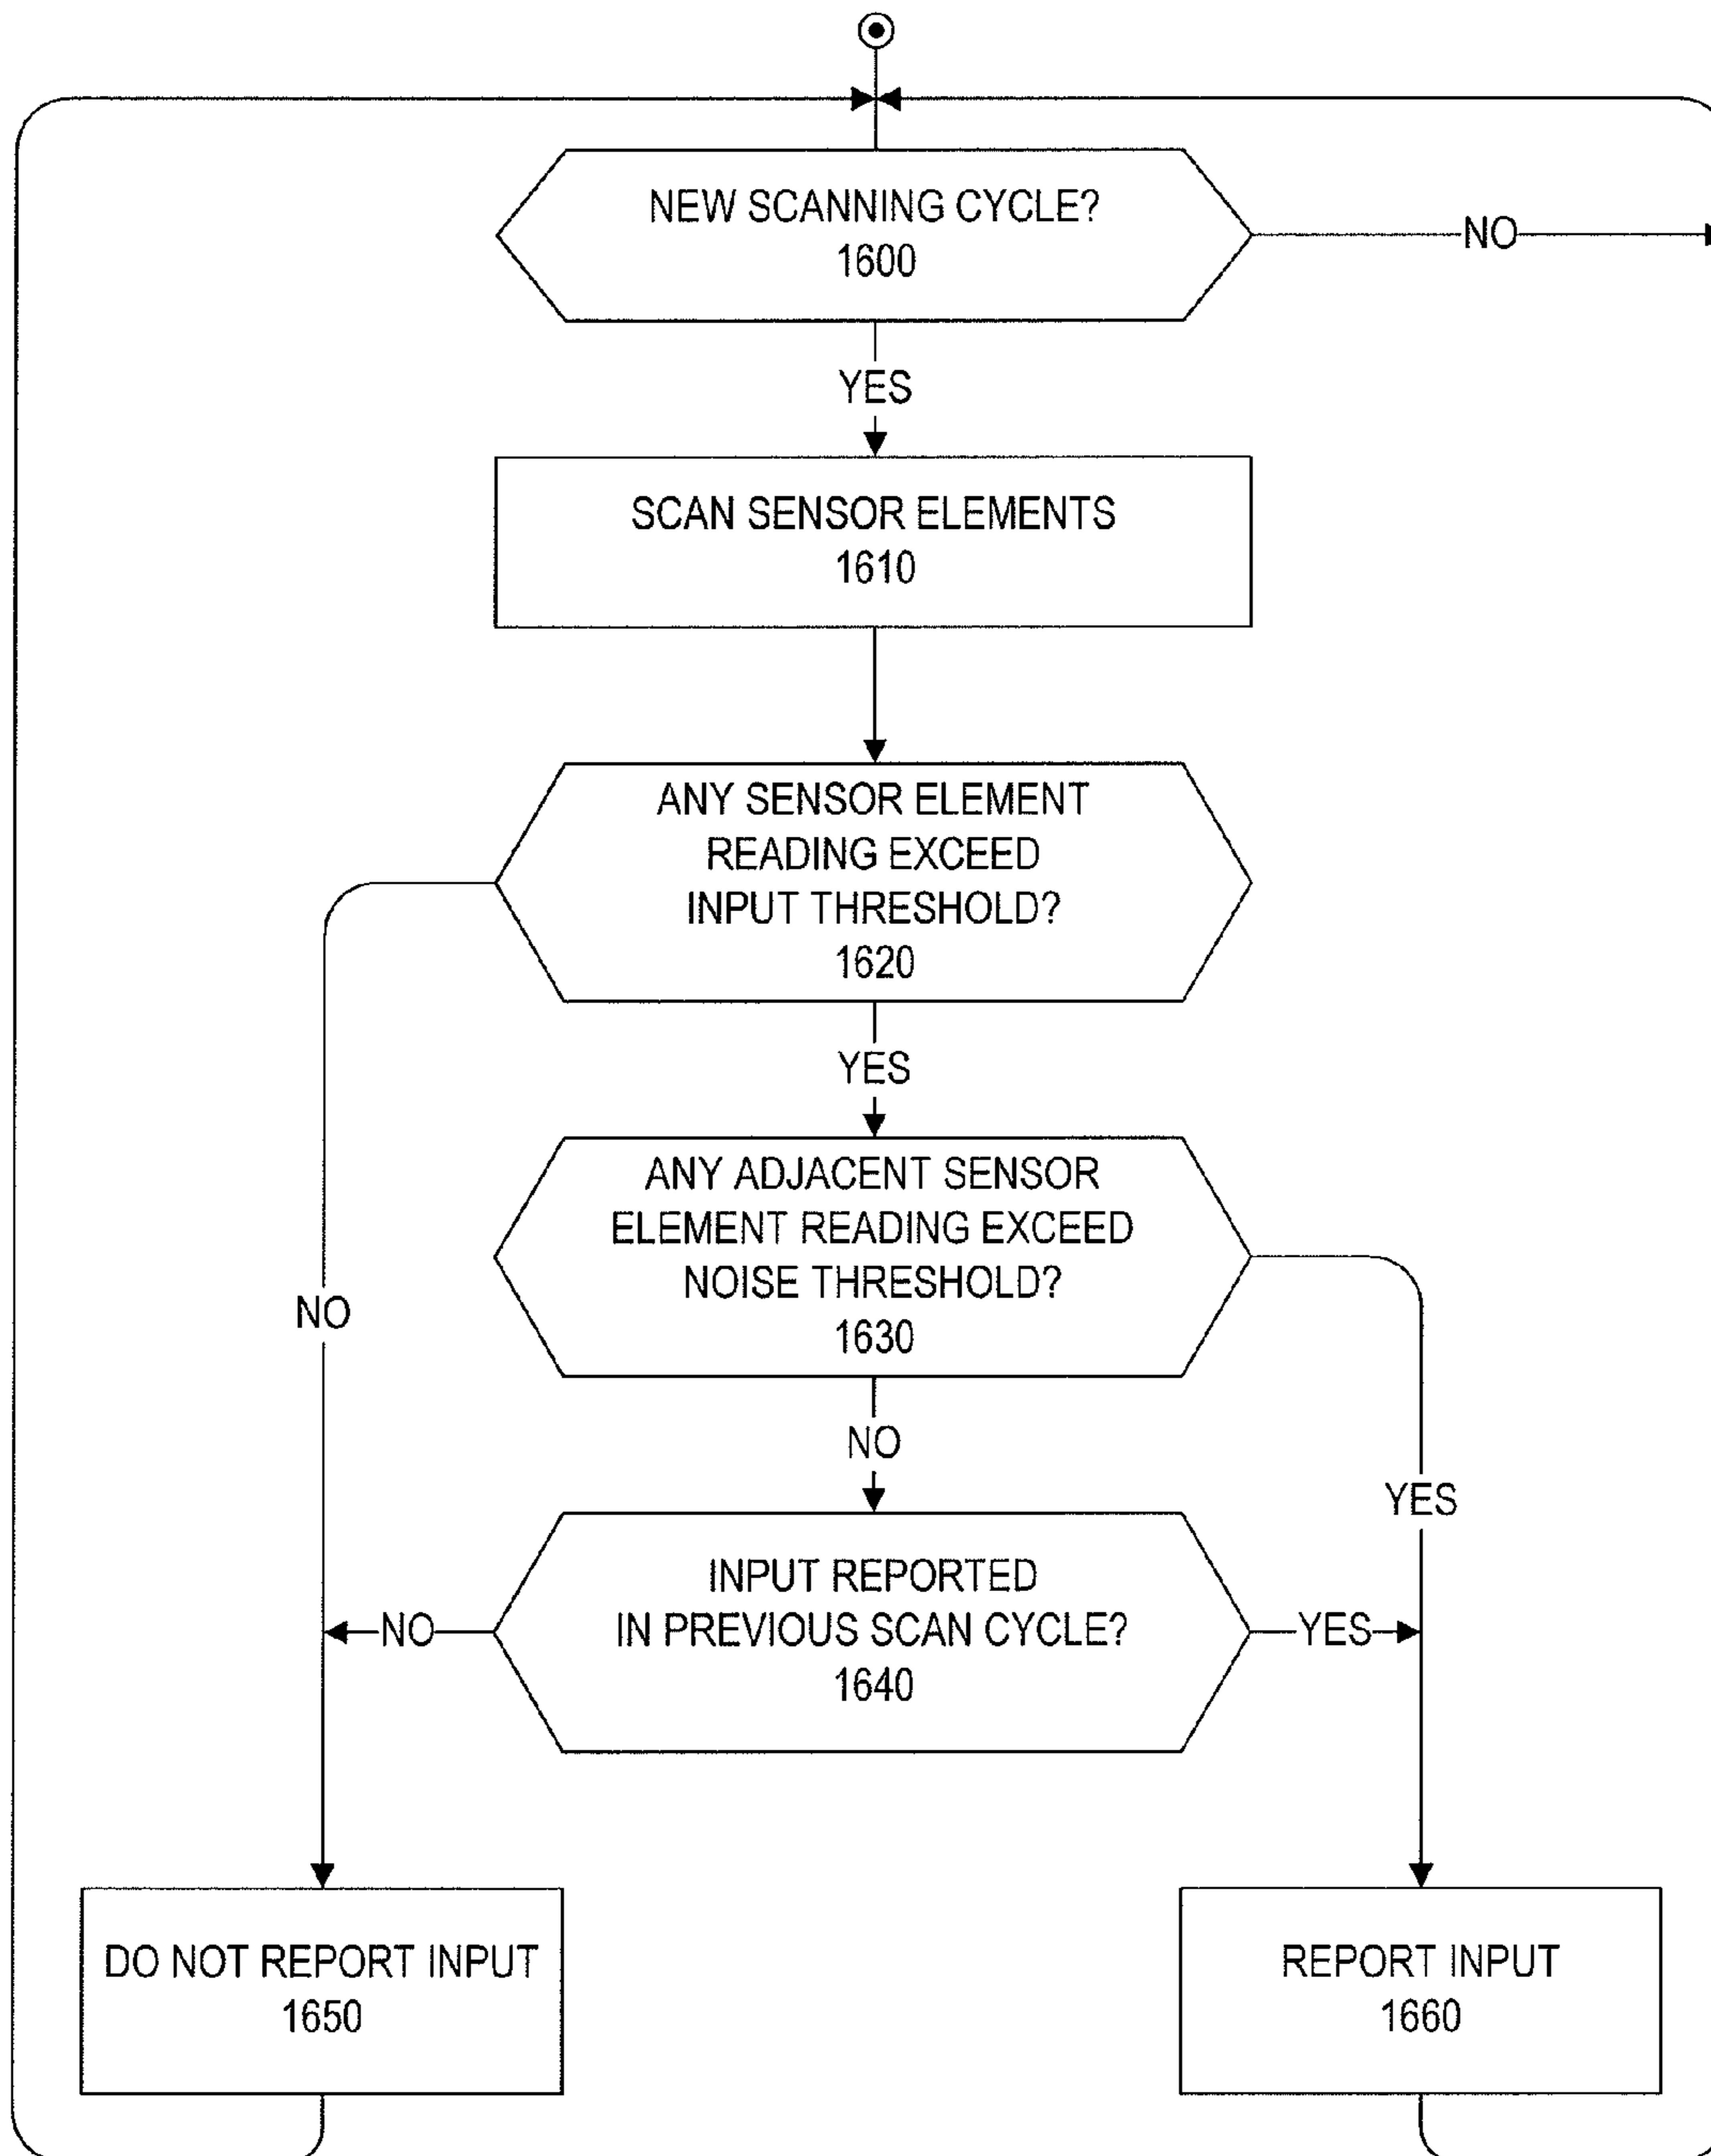 NEW SCANNING CYCLE?
1600
NO
YES
SCAN SENSOR ELEMENTS
1610
ANY SENSOR ELEMENT
READING EXCEED
INPUT THRESHOLD?
1620
YES
ANY ADJACENT SENSOR
ELEMENT READING EXCEED
NOISE THRESHOLD?
1630
NO
NO
YES
INPUT REPORTED
IN PREVIOUS SCAN CYCLE?
1640
NO
YES
DO NOT REPORT INPUT
1650
REPORT INPUT
1660